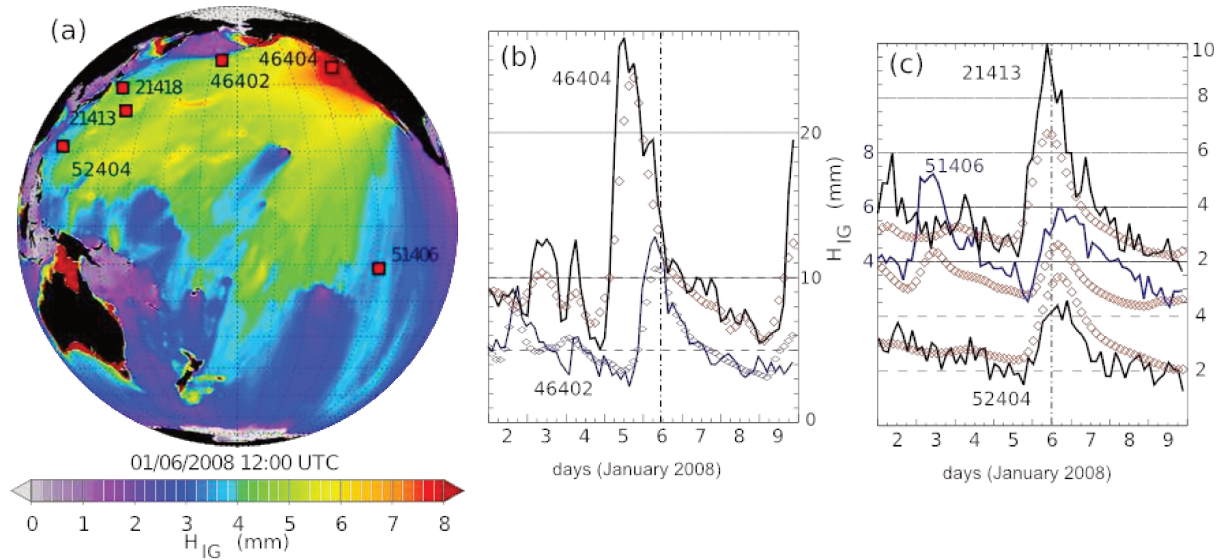 (a)
46404
46402
21418
21413
52404
51406
01/06/2008 12:00 UTC
0 1 2 3 4 5 6 7 8
H_IG (mm)
(b)
46404
46402
20
10
0
2 3 4 5 6 7 8 9
days (January 2008)
H_IG (mm)
(c)
21413
51406
52404
8
6
4
10
8
6
4
2
4
2
2 3 4 5 6 7 8 9
days (January 2008)